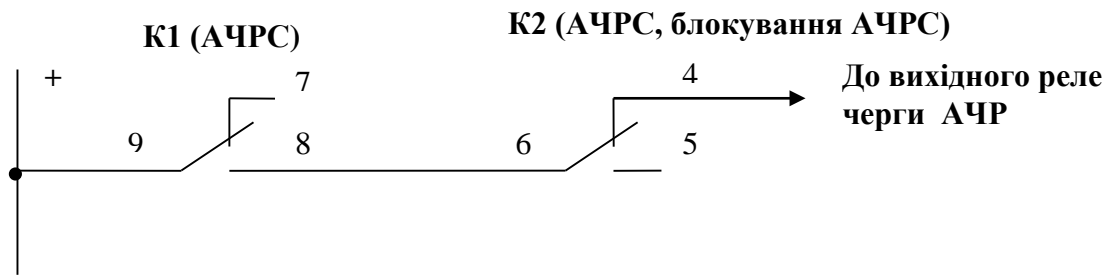 К1 (АЧРС)
К2 (АЧРС, блокування АЧРС)
+
7
4
До вихідного реле
черги АЧР
9
8
6
5